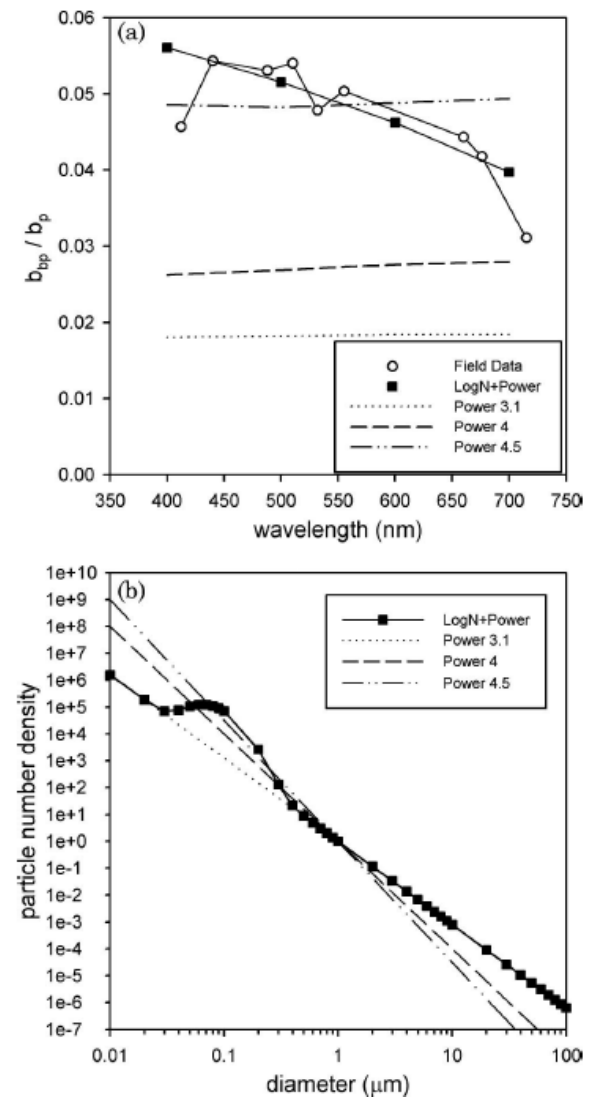 (a)
0.06
0.05
0.04
0.03
0.02
0.01
0.00
b_bp / b_p
350 400 450 500 550 600 650 700 750
wavelength (nm)
Field Data
LogN+Power
Power 3.1
Power 4
Power 4.5
(b)
1e+10
1e+9
1e+8
1e+7
1e+6
1e+5
1e+4
1e+3
1e+2
1e+1
1e+0
1e-1
1e-2
1e-3
1e-4
1e-5
1e-6
1e-7
particle number density
0.01 0.1 1 10 100
diameter (μm)
LogN+Power
Power 3.1
Power 4
Power 4.5